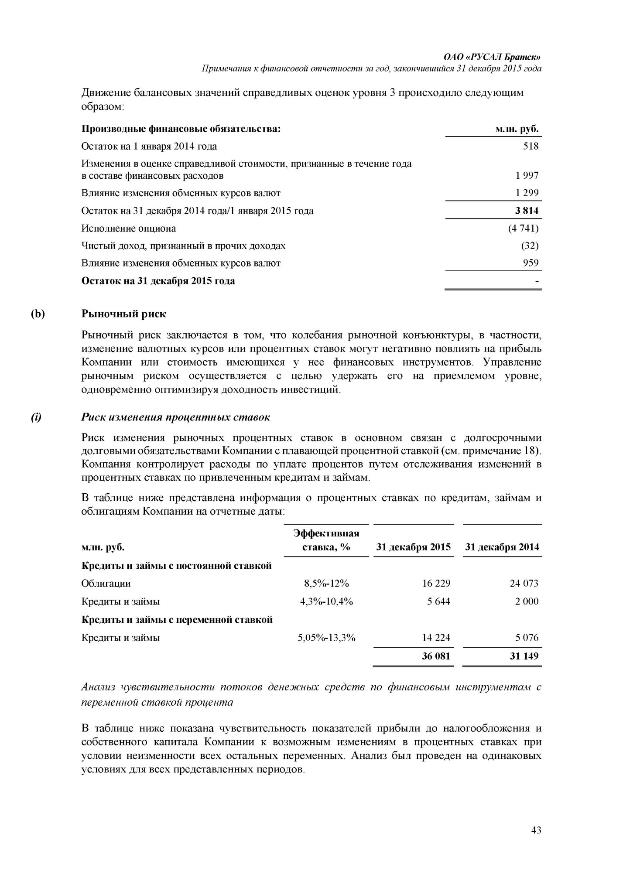 ОАО «РУСАЛ Братск»
Примечания к финансовой отчетности за год, закончившийся 31 декабря 2015 года
Движение балансовых значений справедливых оценок уровня 3 происходило следующим
образом:
Производные финансовые обязательства: млн. руб.
Остаток на 1 января 2014 года 518
Изменения в оценке справедливой стоимости, признанные в течение года
в составе финансовых расходов 1 997
Влияние изменения обменных курсов валют 1 299
Остаток на 31 декабря 2014 года/1 января 2015 года 3 814
Исполнение опциона (4 741)
Чистый доход, признанный в прочих доходах (32)
Влияние изменения обменных курсов валют 959
Остаток на 31 декабря 2015 года -
(b) Рыночный риск
Рыночный риск заключается в том, что колебания рыночной конъюнктуры, в частности,
изменение валютных курсов или процентных ставок могут негативно повлиять на прибыль
Компании или стоимость имеющихся у нее финансовых инструментов. Управление
рыночным риском осуществляется с целью удержать его на приемлемом уровне,
одновременно оптимизируя доходность инвестиций.
(i) Риск изменения процентных ставок
Риск изменения рыночных процентных ставок в основном связан с долгосрочными
долговыми обязательствами Компании с плавающей процентной ставкой (см. примечание 18).
Компания контролирует расходы по уплате процентов путем отслеживания изменений в
процентных ставках по привлеченным кредитам и займам.
В таблице ниже представлена информация о процентных ставках по кредитам, займам и
облигациям Компании на отчетные даты:
Эффективная
млн. руб. ставка, % 31 декабря 2015 31 декабря 2014
Кредиты и займы с постоянной ставкой
Облигации 8,5%-12% 16 229 24 073
Кредиты и займы 4,3%-10,4% 5 644 2 000
Кредиты и займы с переменной ставкой
Кредиты и займы 5,05%-13,3% 14 224 5 076
36 081 31 149
Анализ чувствительности потоков денежных средств по финансовым инструментам с
переменной ставкой процента
В таблице ниже показана чувствительность показателей прибыли до налогообложения и
собственного капитала Компании к возможным изменениям в процентных ставках при
условии неизменности всех остальных переменных. Анализ был проведен на одинаковых
условиях для всех представленных периодов.
43